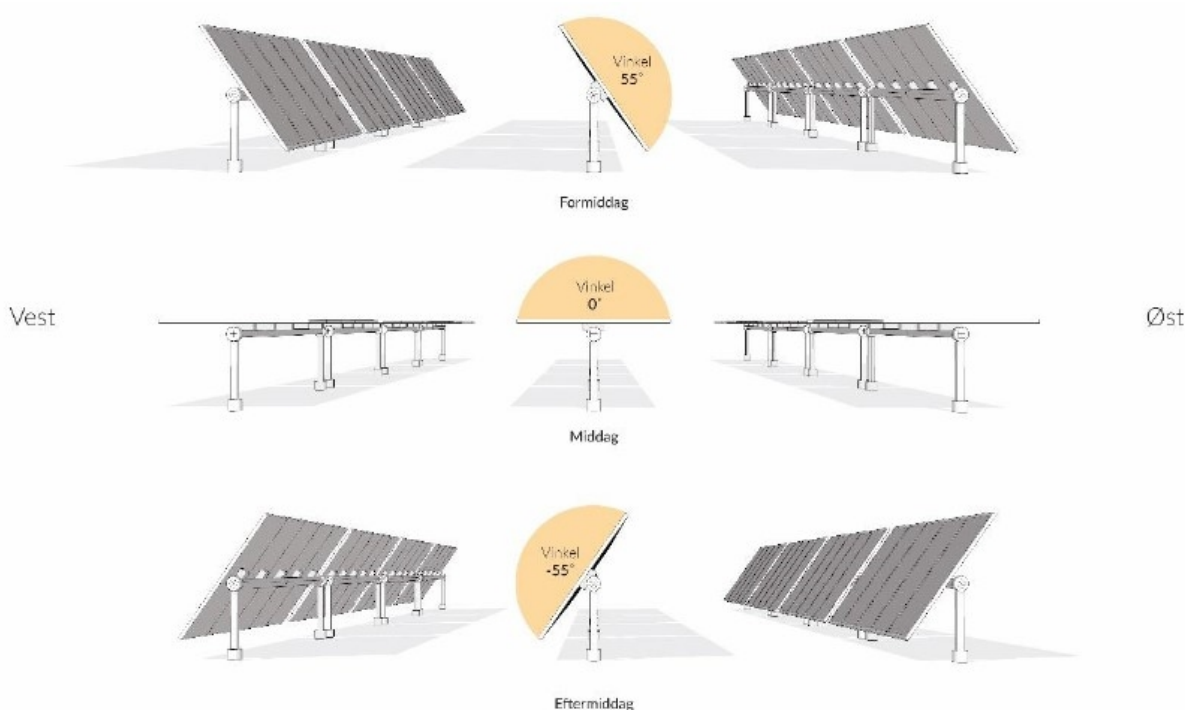 Vinkel
55°
Formiddag
Vest
Vinkel
0°
Øst
Middag
Vinkel
-55°
Eftermiddag